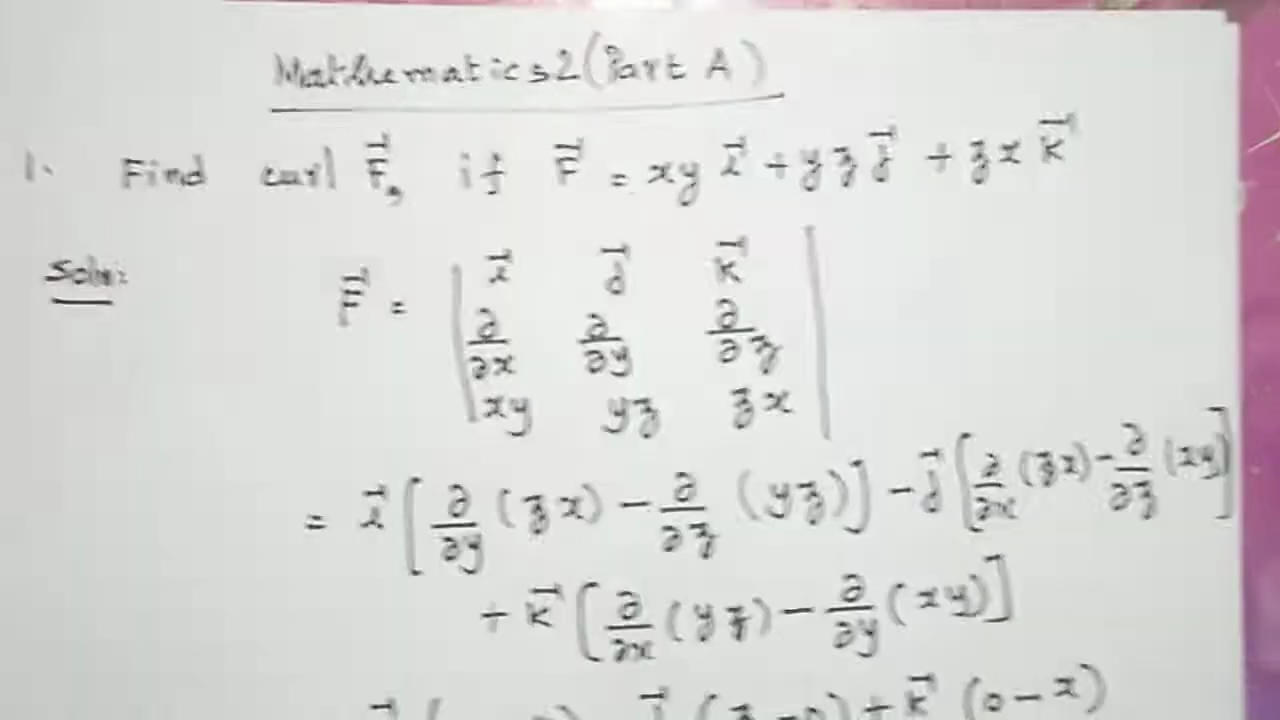 Mathematics 2 (Part A)
1. Find curl F⃗, if F⃗ = xy i⃗ + yz j⃗ + zx k⃗
Soln: F⃗ = | i⃗ j⃗ k⃗ |
| ∂/∂x ∂/∂y ∂/∂z |
| xy yz zx |
= i⃗ [∂/∂y (zx) − ∂/∂z (yz)] − j⃗ [∂/∂x (zx) − ∂/∂z (xy)]
+ k⃗ [∂/∂x (yz) − ∂/∂y (xy)]
+ k⃗ (0 − x)